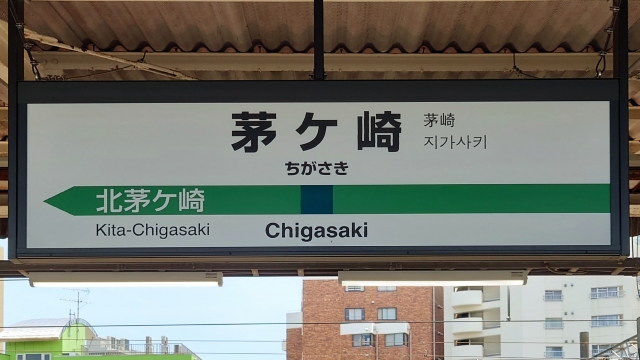 茅ケ崎
茅崎
지가사키
ちがさき
北茅ケ崎
Kita-Chigasaki
Chigasaki